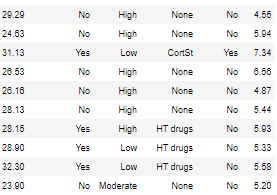 29.29 No High None No 4.55
24.63 No High None No 5.94
31.13 Yes Low CortSt Yes 7.34
26.53 No High None No 6.56
26.16 No High None No 4.87
28.13 No High None No 5.44
28.15 Yes High HT drugs No 5.93
28.90 Yes Low HT drugs No 5.33
32.30 Yes Low HT drugs No 5.58
23.90 No Moderate None No 5.20